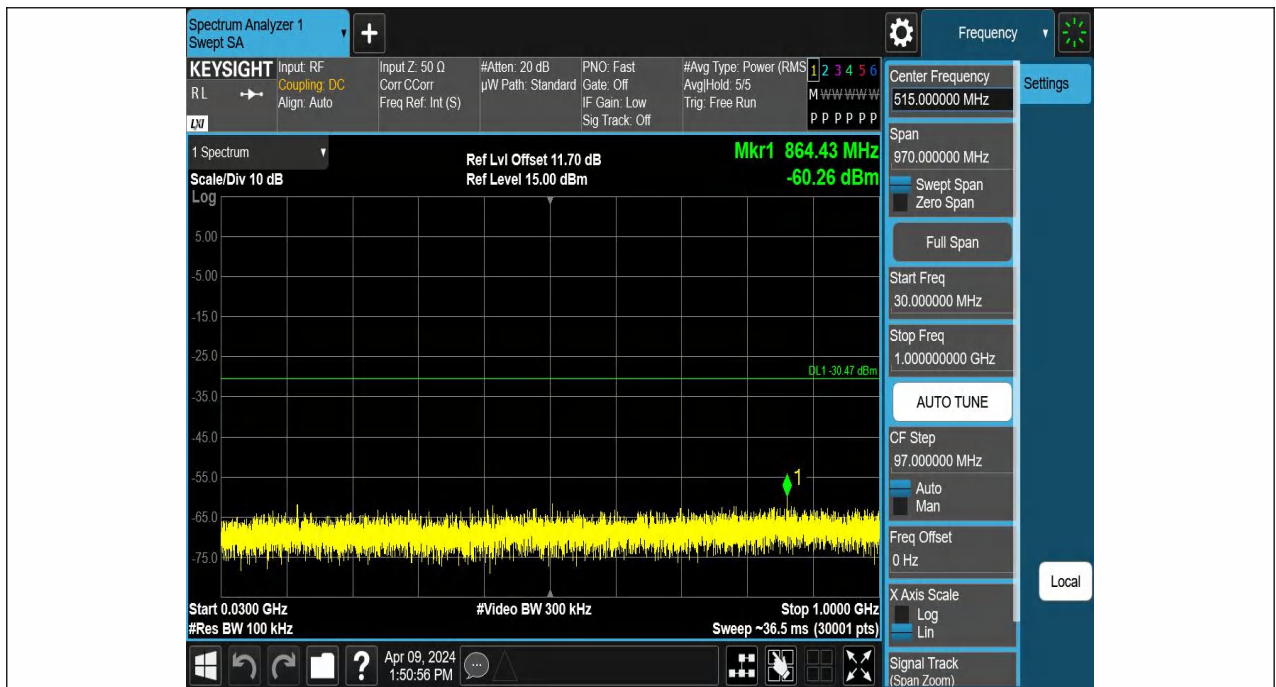 Spectrum Analyzer 1
Swept SA
+
Frequency
KEYSIGHT
RL
LXI
Input: RF
Coupling: DC
Align: Auto
Input Z: 50 Ω
Corr CCorr
Freq Ref: Int (S)
#Atten: 20 dB
µW Path: Standard
PNO: Fast
Gate: Off
IF Gain: Low
Sig Track: Off
#Avg Type: Power (RMS
Avg|Hold: 5/5
Trig: Free Run
1 2 3 4 5 6
M W W W W W
P P P P P P
1 Spectrum
Scale/Div 10 dB
Ref Lvl Offset 11.70 dB
Ref Level 15.00 dBm
Mkr1 864.43 MHz
-60.26 dBm
Log
5.00
-5.00
-15.0
-25.0
DL1 -30.47 dBm
-35.0
-45.0
-55.0
1
-65.0
-75.0
Start 0.0300 GHz
#Res BW 100 kHz
#Video BW 300 kHz
Stop 1.0000 GHz
Sweep ~36.5 ms (30001 pts)
?
Apr 09, 2024
1:50:56 PM
Center Frequency
515.000000 MHz
Span
970.000000 MHz
Swept Span
Zero Span
Full Span
Start Freq
30.000000 MHz
Stop Freq
1.000000000 GHz
AUTO TUNE
CF Step
97.000000 MHz
Auto
Man
Freq Offset
0 Hz
X Axis Scale
Log
Lin
Signal Track
(Span Zoom)
Settings
Local